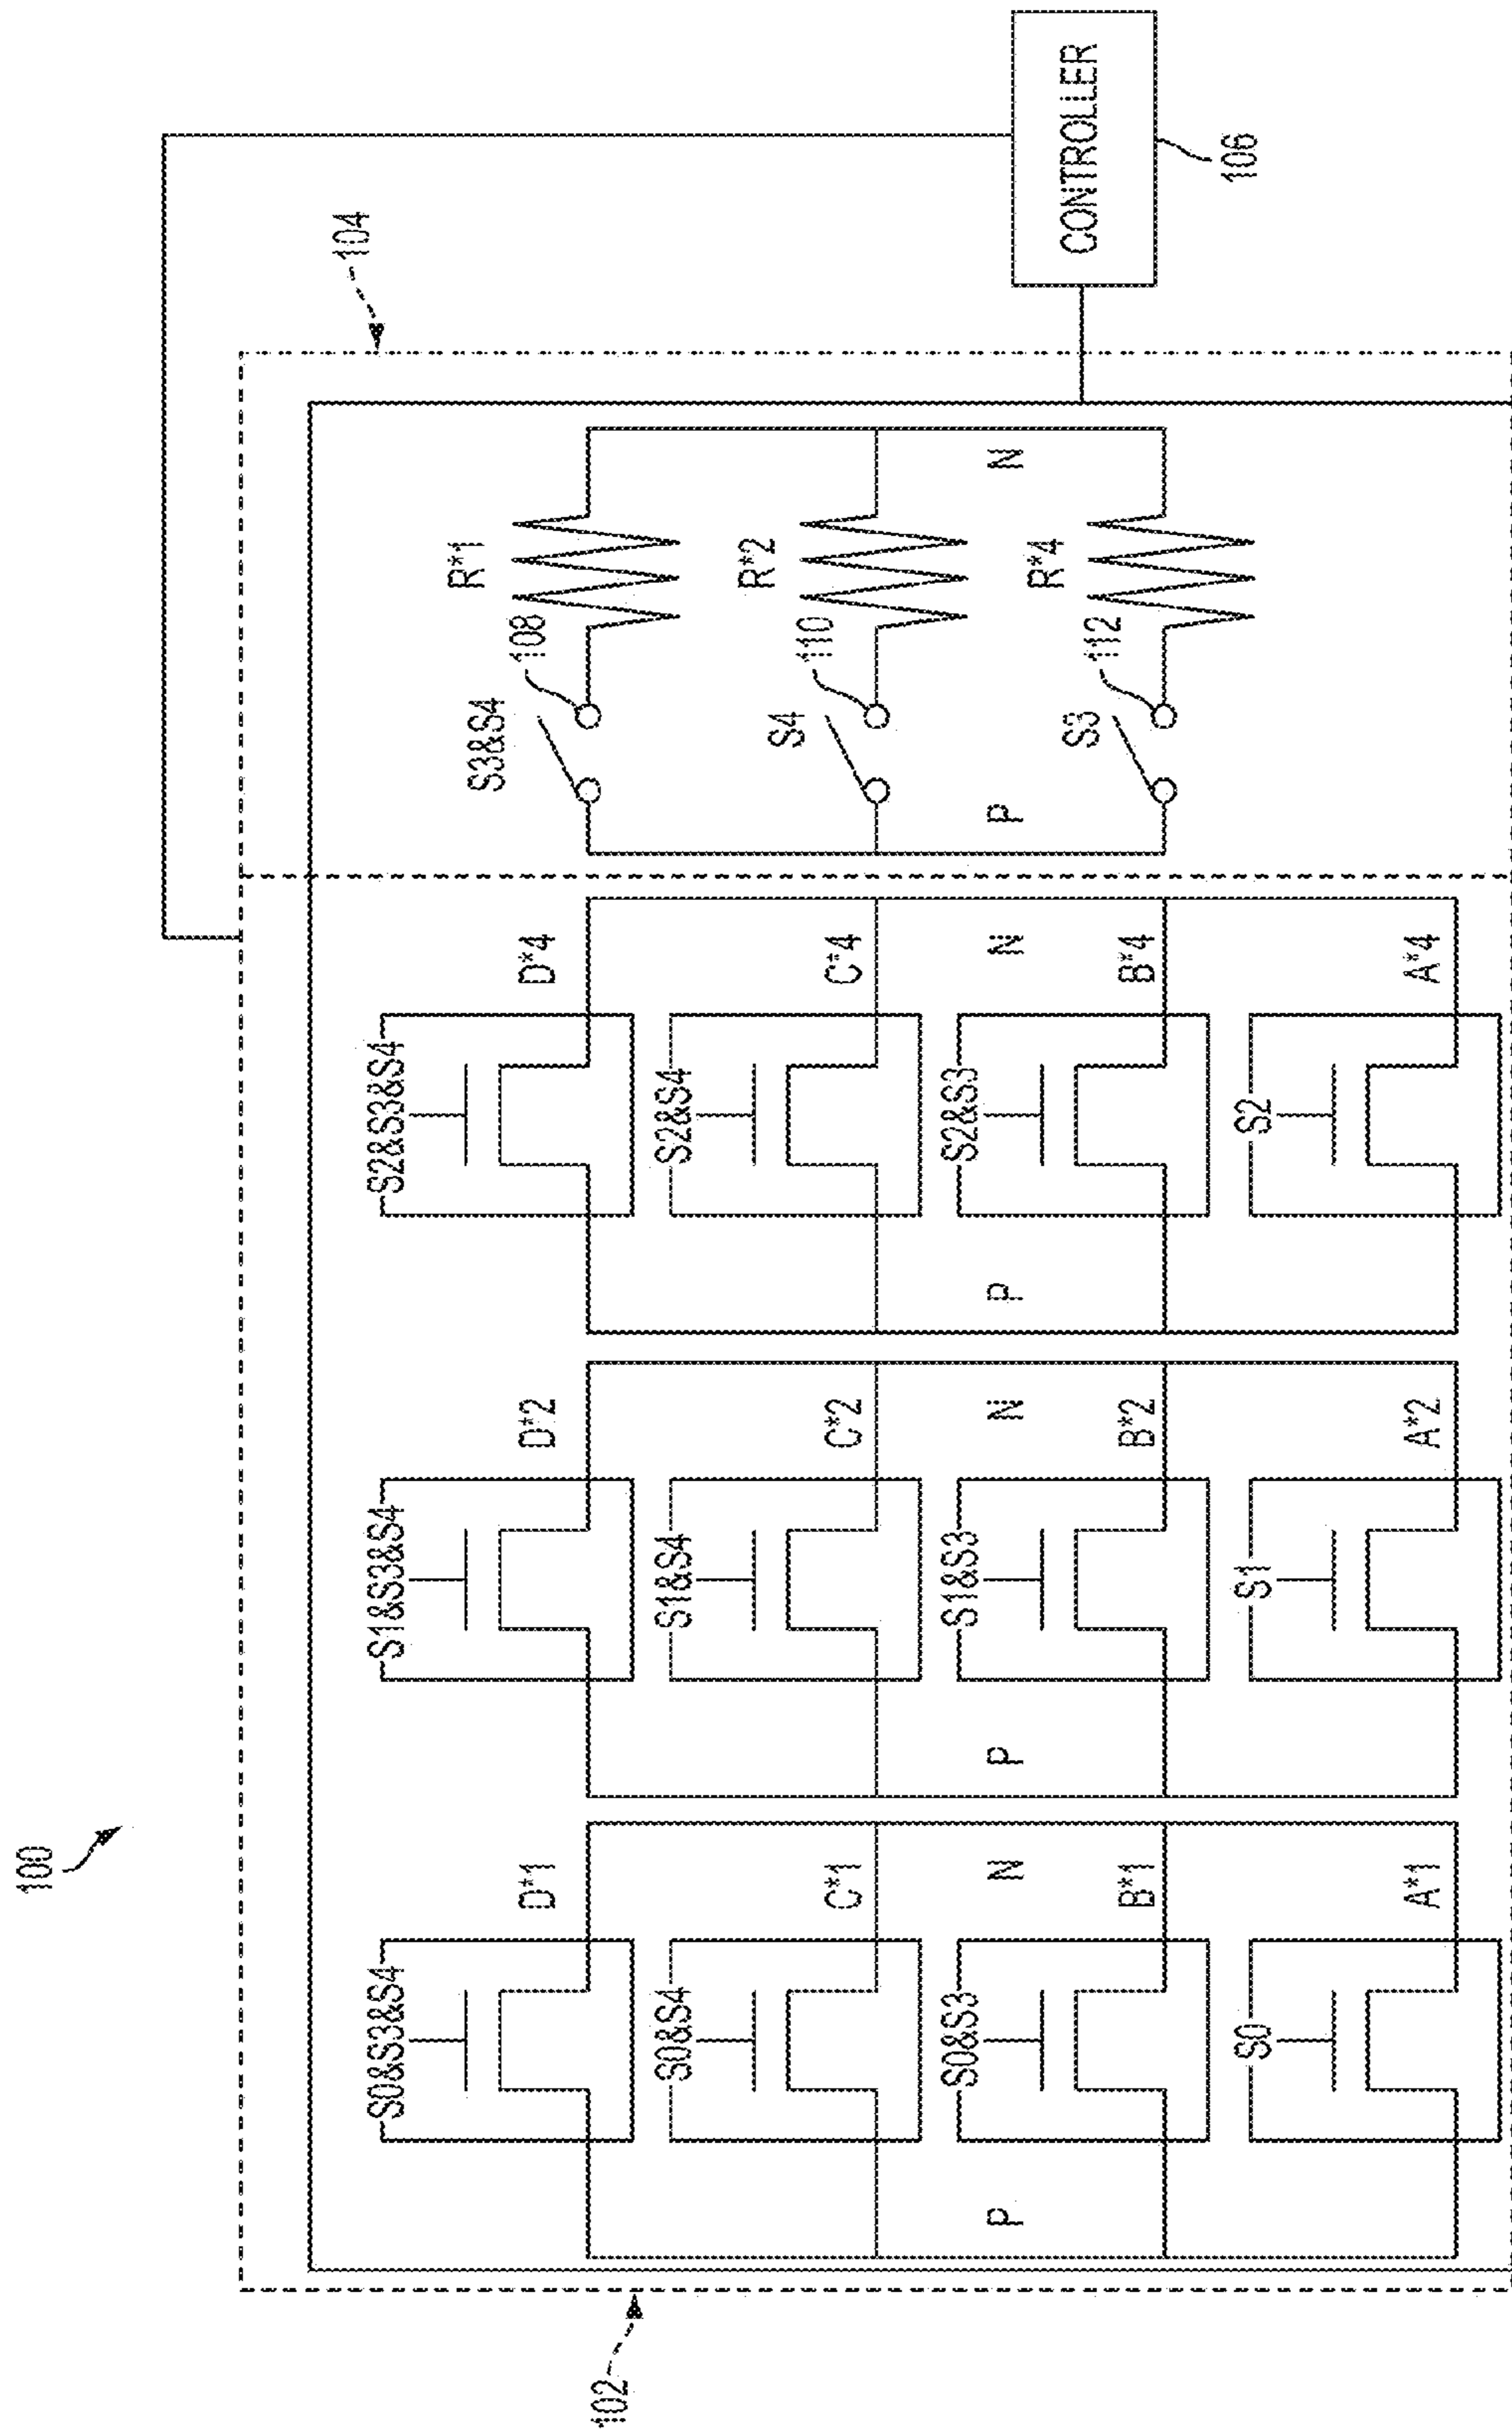 100
102
104
S0&S3&S4
D*1
S1&S3&S4
D*2
S2&S3&S4
D*4
S3&S4
108
R*1
S0&S4
C*1
S1&S4
C*2
S2&S4
C*4
S4
110
R*2
S0&S3
B*1
S1&S3
B*2
S2&S3
B*4
S3
112
R*4
P
N
P
N
P
N
P
N
S0
A*1
S1
A*2
S2
A*4
CONTROLLER
106